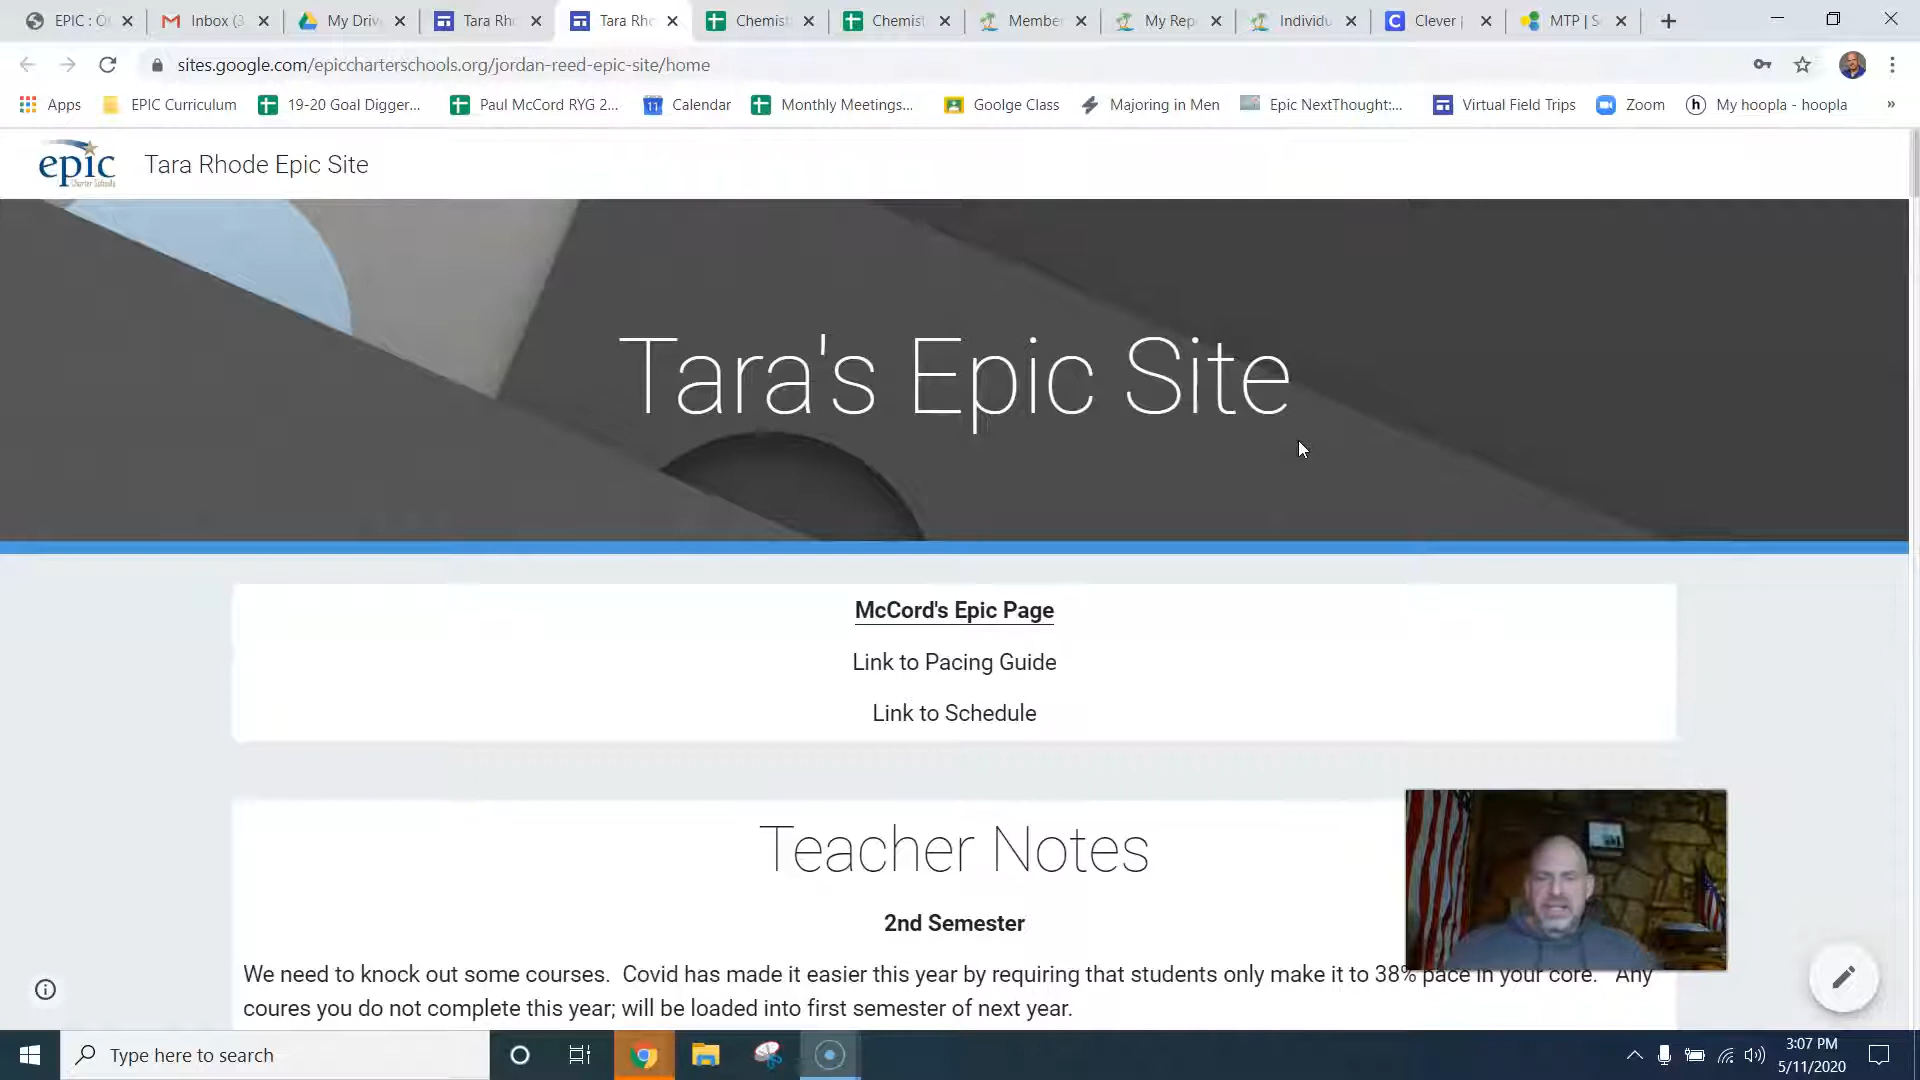 EPIC : O
Inbox (3
My Driv
Tara Rh
Tara Rho
Chemist
Chemist
Member
My Rep
Individu
Clever |
MTP | S
sites.google.com/epiccharterschools.org/jordan-reed-epic-site/home
Apps
EPIC Curriculum
19-20 Goal Digger...
Paul McCord RYG 2...
11
Calendar
Monthly Meetings...
Goolge Class
Majoring in Men
Epic NextThought:...
Virtual Field Trips
Zoom
h
My hoopla - hoopla
»
epic
Charter Schools
Tara Rhode Epic Site
Tara's Epic Site
McCord's Epic Page
Link to Pacing Guide
Link to Schedule
Teacher Notes
2nd Semester
We need to knock out some courses. Covid has made it easier this year by requiring that students only make it to 38% pace in your core. Any
coures you do not complete this year; will be loaded into first semester of next year.
Type here to search
3:07 PM
5/11/2020